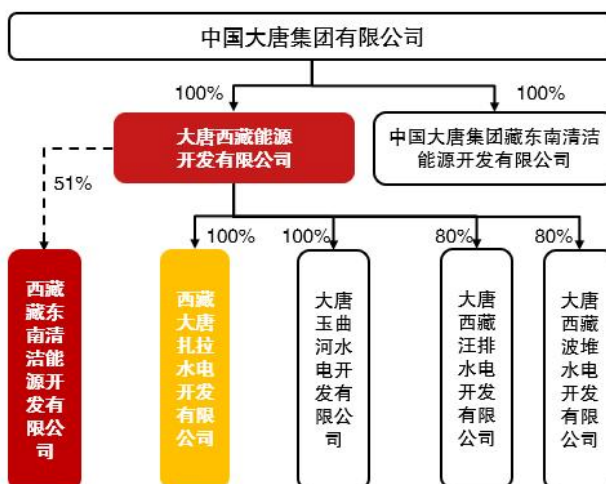 中国大唐集团有限公司
100%
100%
大唐西藏能源
开发有限公司
中国大唐集团藏东南清洁
能源开发有限公司
51%
100%
100%
80%
80%
西藏
藏东
南清
洁能
源开
发有
限公
司
西藏
大唐
扎拉
水电
开发
有限
公司
大唐
玉曲
河水
电开
发有
限公
司
大唐
西藏
汪排
水电
开发
有限
公司
大唐
西藏
波堆
水电
开发
有限
公司